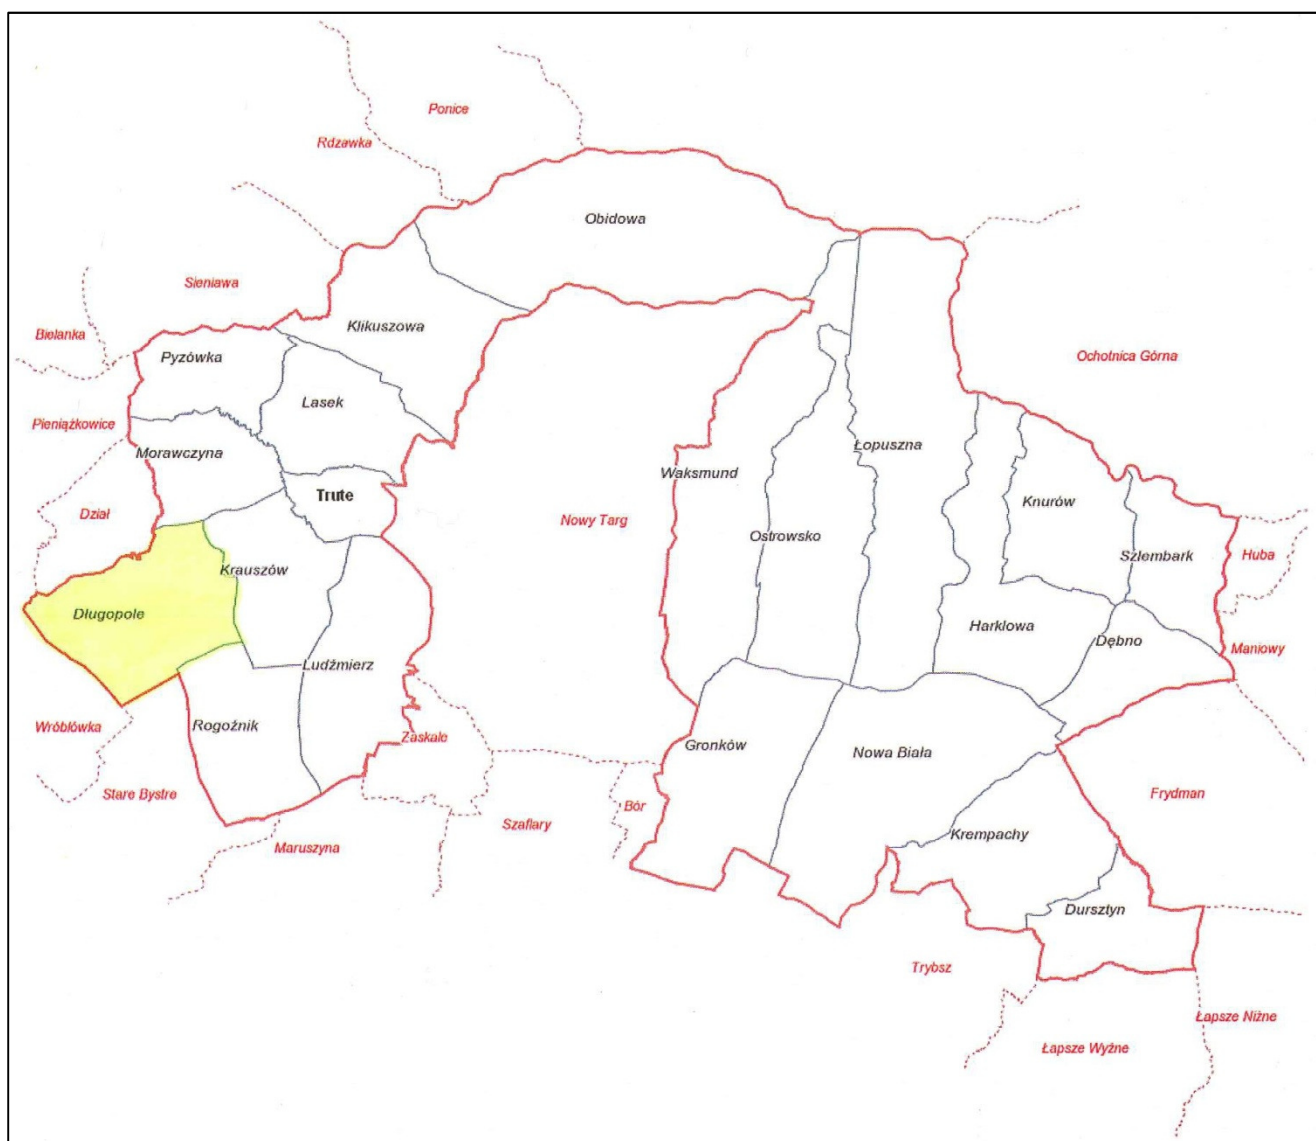 Ponice
Rdzawka
Obidowa
Sieniawa
Klikuszowa
Bielanka
Pyzówka
Ochotnica Górna
Lasek
Pieniążkowice
Łopuszna
Morawczyna
Waksmund
Trute
Knurów
Dział
Nowy Targ
Ostrowsko
Szlembark
Huba
Krauszów
Długopole
Harklowa
Dębno
Maniowy
Ludźmierz
Wróblówka
Rogoźnik
Zaskale
Gronków
Nowa Biała
Stare Bystre
Frydman
Szaflary
Bór
Krempachy
Maruszyna
Dursztyn
Trybsz
Łapsze Niżne
Łapsze Wyżne